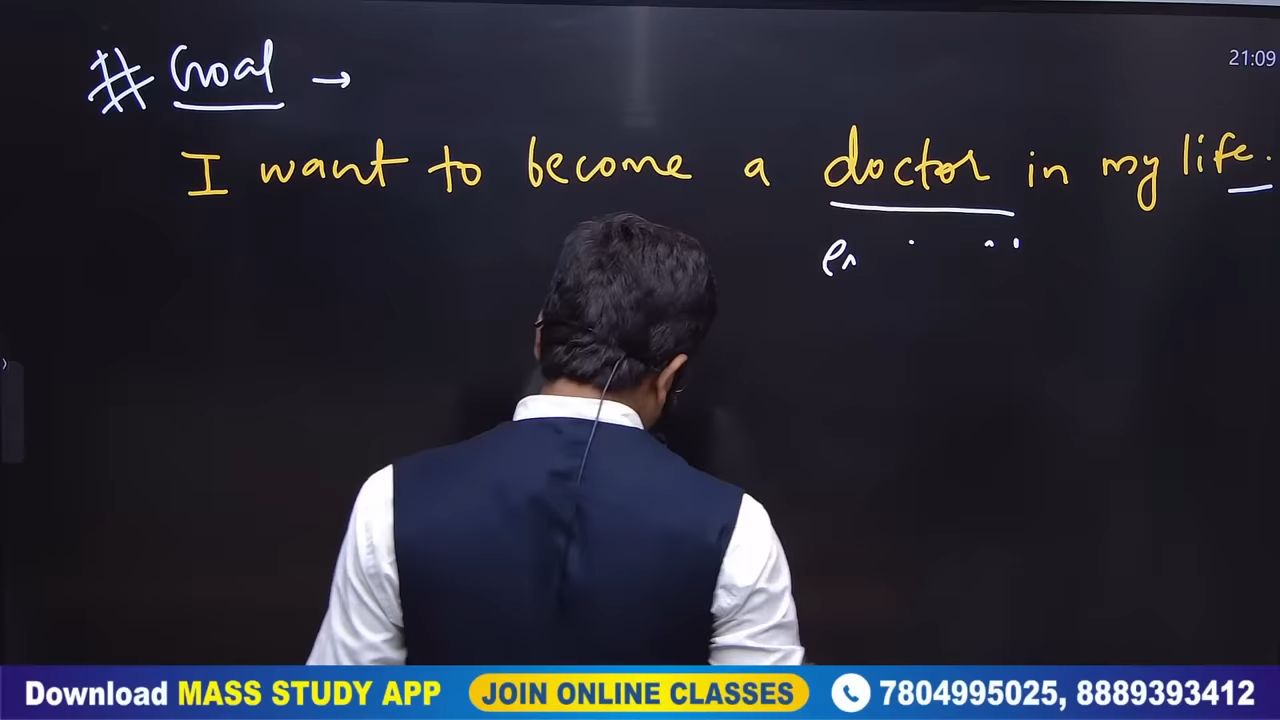 # Goal →
21:09
I want to become a doctor in my life.
Download MASS STUDY APP JOIN ONLINE CLASSES 7804995025, 8889393412